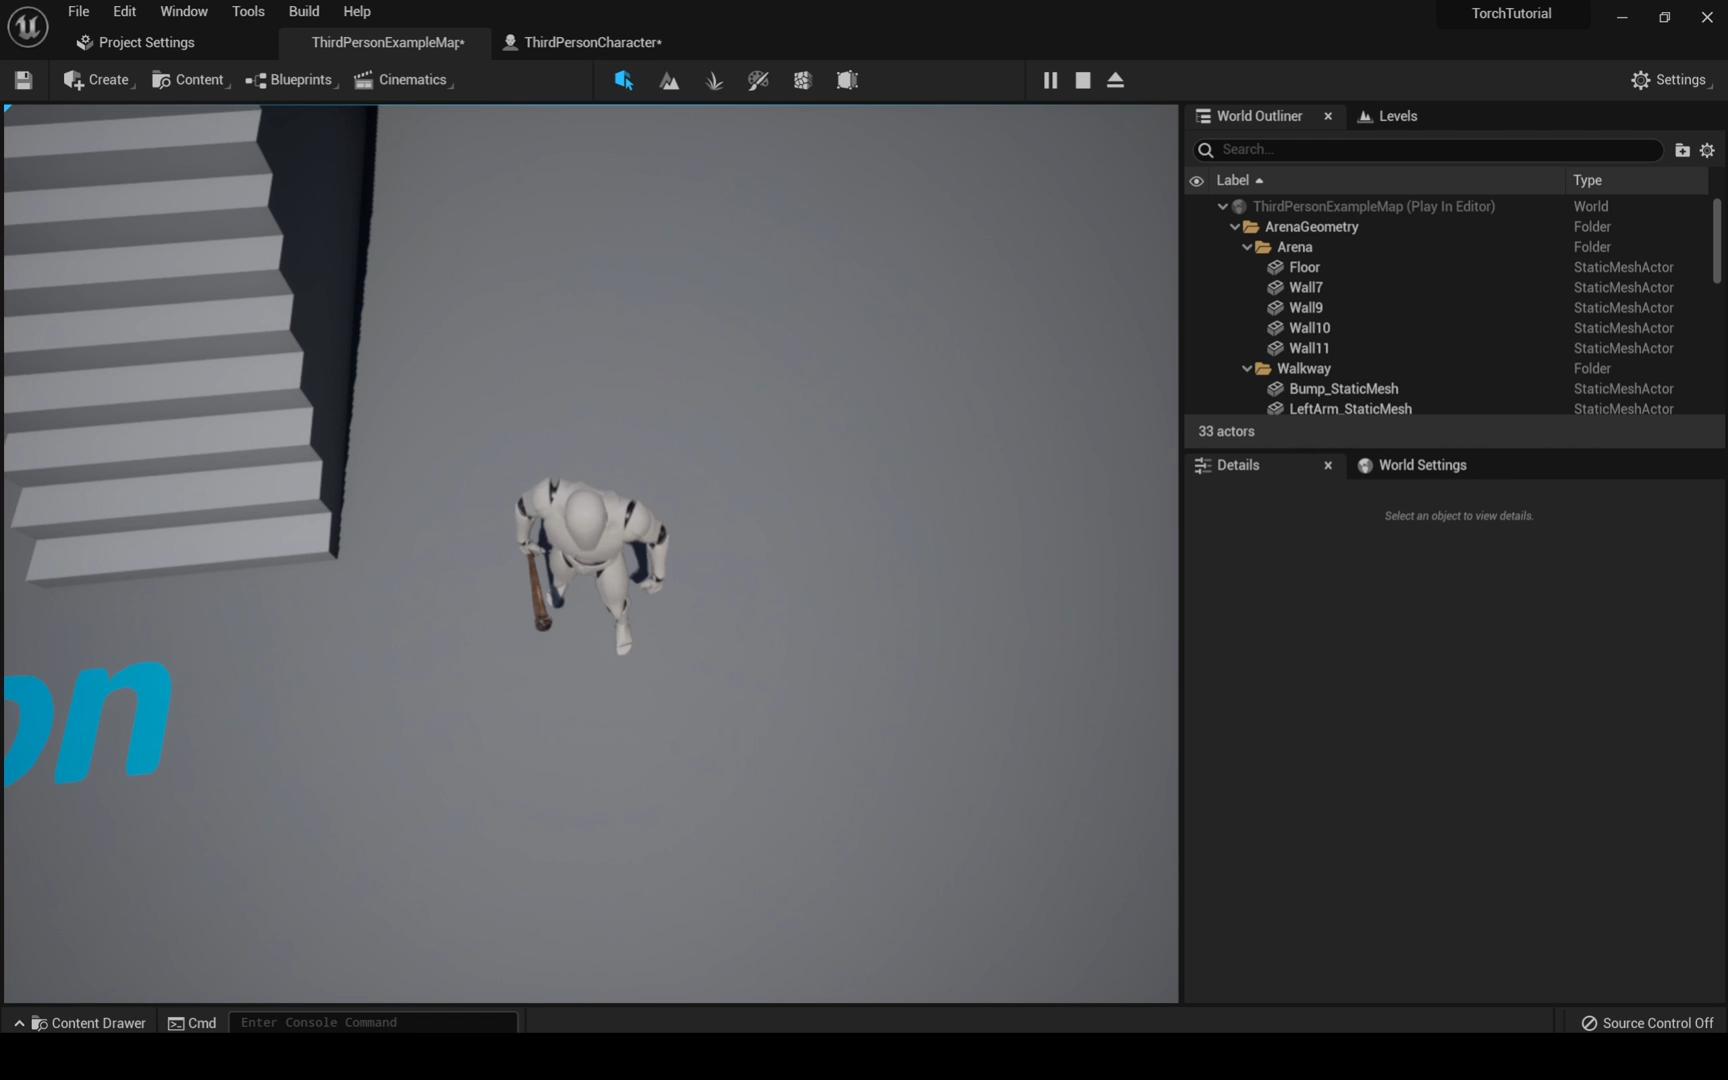 File Edit Window Tools Build Help
TorchTutorial
Project Settings
ThirdPersonExampleMap*
ThirdPersonCharacter*
Create Content Blueprints Cinematics
Settings
on
World Outliner
Levels
Search...
Label Type
ThirdPersonExampleMap (Play In Editor) World
ArenaGeometry Folder
Arena Folder
Floor StaticMeshActor
Wall7 StaticMeshActor
Wall9 StaticMeshActor
Wall10 StaticMeshActor
Wall11 StaticMeshActor
Walkway Folder
Bump_StaticMesh StaticMeshActor
LeftArm_StaticMesh StaticMeshActor
33 actors
Details
World Settings
Select an object to view details.
Content Drawer Cmd Enter Console Command Source Control Off